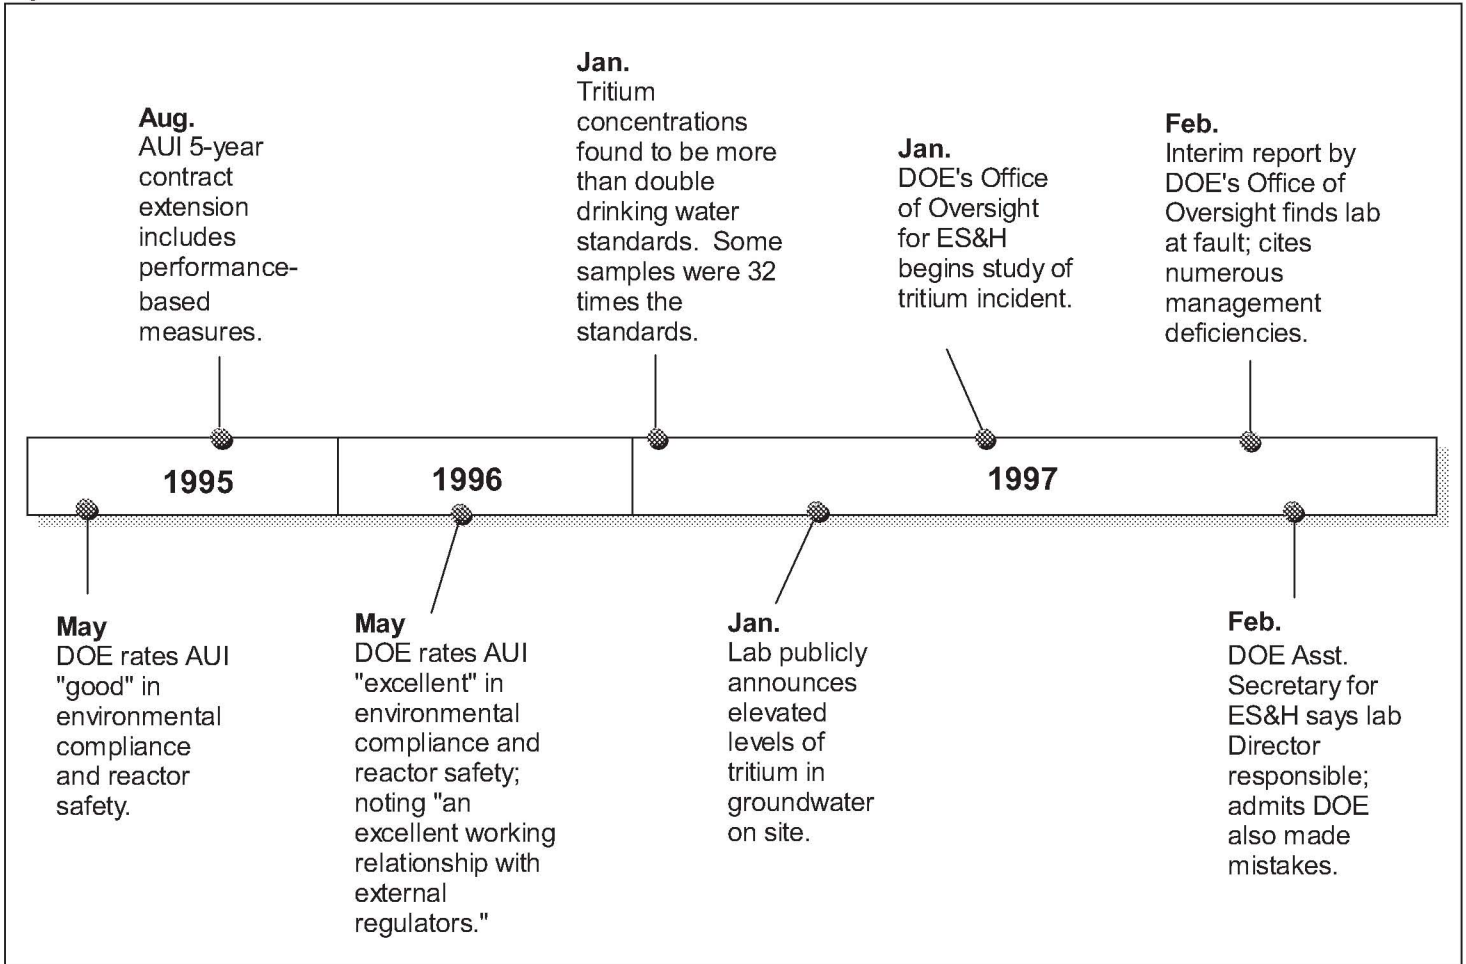 Aug.
AUI 5-year
contract
extension
includes
performance-
based
measures.
Jan.
Tritium
concentrations
found to be more
than double
drinking water
standards. Some
samples were 32
times the
standards.
Jan.
DOE's Office
of Oversight
for ES&H
begins study of
tritium incident.
Feb.
Interim report by
DOE's Office of
Oversight finds lab
at fault; cites
numerous
management
deficiencies.
1995
1996
1997
May
DOE rates AUI
"good" in
environmental
compliance
and reactor
safety.
May
DOE rates AUI
"excellent" in
environmental
compliance and
reactor safety;
noting "an
excellent working
relationship with
external
regulators."
Jan.
Lab publicly
announces
elevated
levels of
tritium in
groundwater
on site.
Feb.
DOE Asst.
Secretary for
ES&H says lab
Director
responsible;
admits DOE
also made
mistakes.